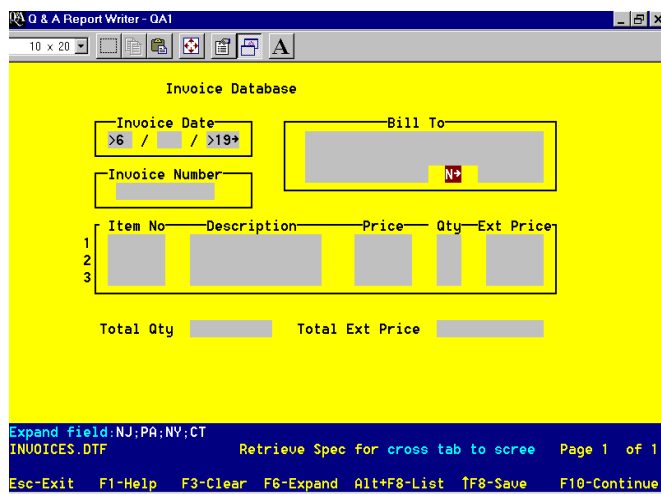 Q & A Report Writer - QA1
10 x 20
A
Invoice Database
Invoice Date
Bill To
>6 / / >19→
N→
Invoice Number
Item No Description Price Qty Ext Price
1
2
3
Total Qty Total Ext Price
Expand field:NJ;PA;NY;CT
INVOICES.DTF Retrieve Spec for cross tab to scree Page 1 of 1
Esc-Exit F1-Help F3-Clear F6-Expand Alt+F8-List ↑F8-Save F10-Continue